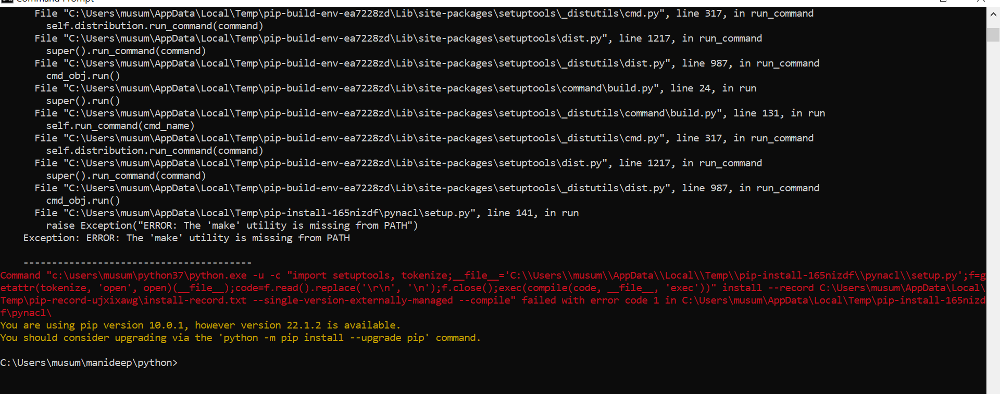 Command Prompt
File "C:\Users\musum\AppData\Local\Temp\pip-build-env-ea7228zd\Lib\site-packages\setuptools\_distutils\cmd.py", line 317, in run_command
self.distribution.run_command(command)
File "C:\Users\musum\AppData\Local\Temp\pip-build-env-ea7228zd\Lib\site-packages\setuptools\dist.py", line 1217, in run_command
super().run_command(command)
File "C:\Users\musum\AppData\Local\Temp\pip-build-env-ea7228zd\Lib\site-packages\setuptools\_distutils\dist.py", line 987, in run_command
cmd_obj.run()
File "C:\Users\musum\AppData\Local\Temp\pip-build-env-ea7228zd\Lib\site-packages\setuptools\command\build.py", line 24, in run
super().run()
File "C:\Users\musum\AppData\Local\Temp\pip-build-env-ea7228zd\Lib\site-packages\setuptools\_distutils\command\build.py", line 131, in run
self.run_command(cmd_name)
File "C:\Users\musum\AppData\Local\Temp\pip-build-env-ea7228zd\Lib\site-packages\setuptools\_distutils\cmd.py", line 317, in run_command
self.distribution.run_command(command)
File "C:\Users\musum\AppData\Local\Temp\pip-build-env-ea7228zd\Lib\site-packages\setuptools\dist.py", line 1217, in run_command
super().run_command(command)
File "C:\Users\musum\AppData\Local\Temp\pip-build-env-ea7228zd\Lib\site-packages\setuptools\_distutils\dist.py", line 987, in run_command
cmd_obj.run()
File "C:\Users\musum\AppData\Local\Temp\pip-install-165nizdf\pynacl\setup.py", line 141, in run
raise Exception("ERROR: The 'make' utility is missing from PATH")
Exception: ERROR: The 'make' utility is missing from PATH
----------------------------------------
Command "c:\users\musum\python37\python.exe -u -c "import setuptools, tokenize;__file__='C:\\Users\\musum\\AppData\\Local\\Temp\\pip-install-165nizdf\\pynacl\\setup.py';f=g
etattr(tokenize, 'open', open)(__file__);code=f.read().replace('\r\n', '\n');f.close();exec(compile(code, __file__, 'exec'))" install --record C:\Users\musum\AppData\Local\
Temp\pip-record-ujxixawg\install-record.txt --single-version-externally-managed --compile" failed with error code 1 in C:\Users\musum\AppData\Local\Temp\pip-install-165nizd
f\pynacl\
You are using pip version 10.0.1, however version 22.1.2 is available.
You should consider upgrading via the 'python -m pip install --upgrade pip' command.
C:\Users\musum\manideep\python>